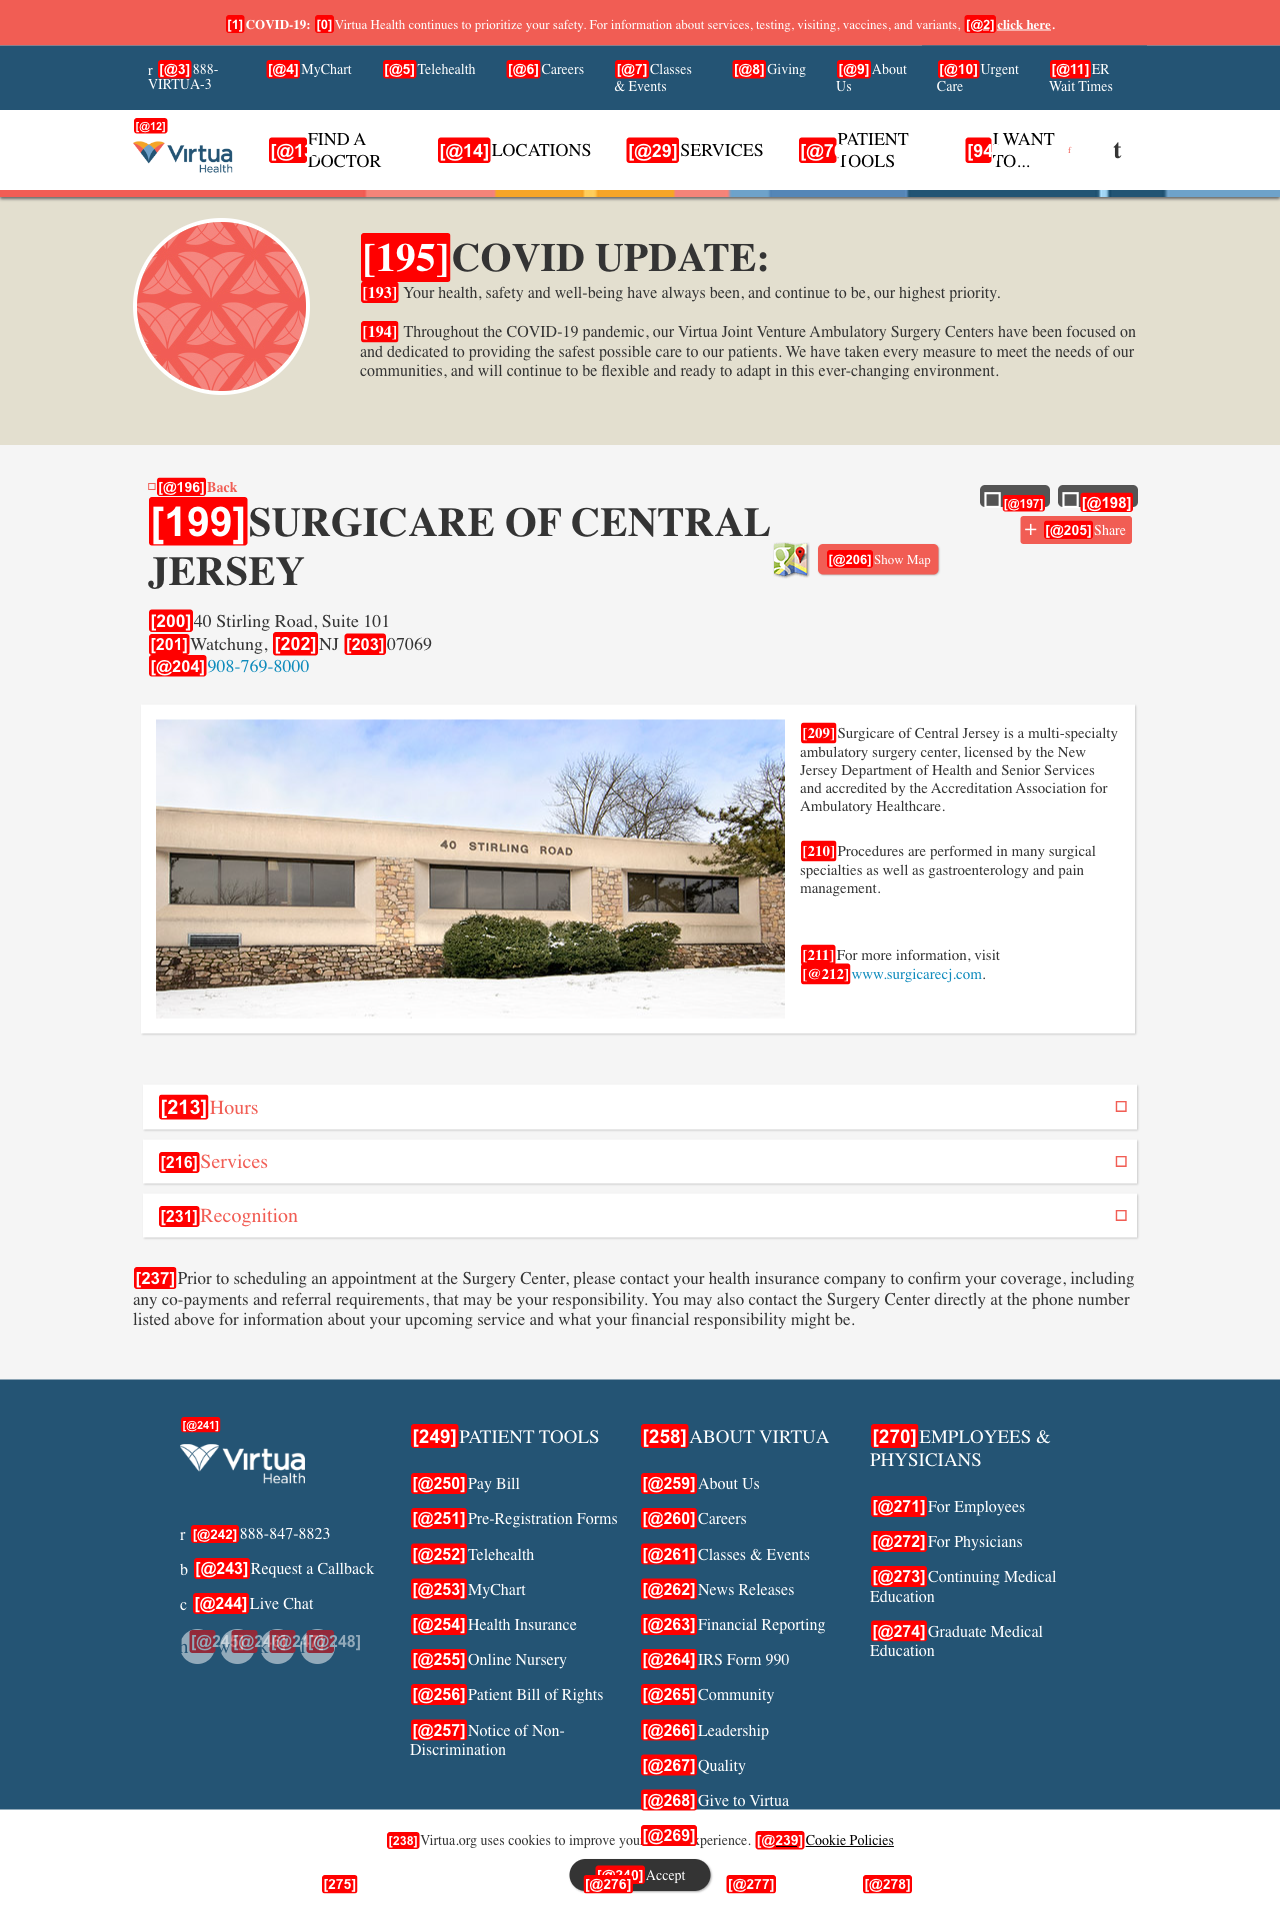 [1] COVID-19: [0] Virtua Health continues to prioritize your safety. For information about services, testing, visiting, vaccines, and variants, [@2] click here.
r [@3] 888-VIRTUA-3
[@4] MyChart
[@5] Telehealth
[@6] Careers
[@7] Classes & Events
[@8] Giving
[@9] About Us
[@10] Urgent Care
[@11] ER Wait Times
[@12]
Virtua Health
FIND A DOCTOR
[@14] LOCATIONS
[@29] SERVICES
PATIENT TOOLS
I WANT TO...
f
t
[195] COVID UPDATE:
[193] Your health, safety and well-being have always been, and continue to be, our highest priority.
[194] Throughout the COVID-19 pandemic, our Virtua Joint Venture Ambulatory Surgery Centers have been focused on
and dedicated to providing the safest possible care to our patients. We have taken every measure to meet the needs of our
communities, and will continue to be flexible and ready to adapt in this ever-changing environment.
[@196] Back
[@197]
[@198]
[199] SURGICARE OF CENTRAL
JERSEY
+ [@205] Share
[@206] Show Map
[200] 40 Stirling Road, Suite 101
[201] Watchung, [202] NJ [203] 07069
[@204] 908-769-8000
40 STIRLING ROAD
[209] Surgicare of Central Jersey is a multi-specialty
ambulatory surgery center, licensed by the New
Jersey Department of Health and Senior Services
and accredited by the Accreditation Association for
Ambulatory Healthcare.
[210] Procedures are performed in many surgical
specialties as well as gastroenterology and pain
management.
[211] For more information, visit
[@212] www.surgicarecj.com.
[213] Hours
[216] Services
[231] Recognition
[237] Prior to scheduling an appointment at the Surgery Center, please contact your health insurance company to confirm your coverage, including
any co-payments and referral requirements, that may be your responsibility. You may also contact the Surgery Center directly at the phone number
listed above for information about your upcoming service and what your financial responsibility might be.
[@241]
Virtua Health
r [@242] 888-847-8823
b [@243] Request a Callback
c [@244] Live Chat
[@248]
[249] PATIENT TOOLS
[@250] Pay Bill
[@251] Pre-Registration Forms
[@252] Telehealth
[@253] MyChart
[@254] Health Insurance
[@255] Online Nursery
[@256] Patient Bill of Rights
[@257] Notice of Non-
Discrimination
[258] ABOUT VIRTUA
[@259] About Us
[@260] Careers
[@261] Classes & Events
[@262] News Releases
[@263] Financial Reporting
[@264] IRS Form 990
[@265] Community
[@266] Leadership
[@267] Quality
[@268] Give to Virtua
[@269]
[270] EMPLOYEES &
PHYSICIANS
[@271] For Employees
[@272] For Physicians
[@273] Continuing Medical
Education
[@274] Graduate Medical
Education
[238] Virtua.org uses cookies to improve your experience. [@239] Cookie Policies
Accept
[275]
[@276]
[@277]
[@278]